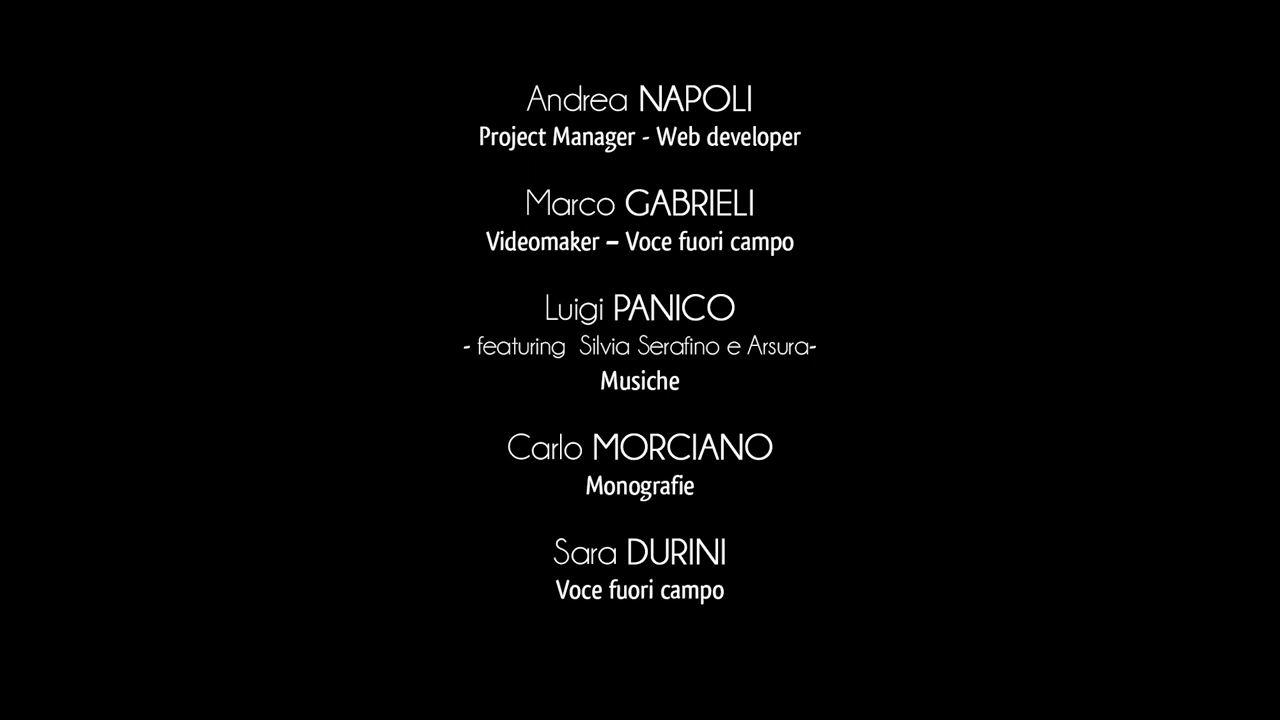 Andrea NAPOLI
Project Manager - Web developer
Marco GABRIELI
Videomaker – Voce fuori campo
Luigi PANICO
- featuring  Silvia Serafino e Arsura-
Musiche
Carlo MORCIANO
Monografie
Sara DURINI
Voce fuori campo